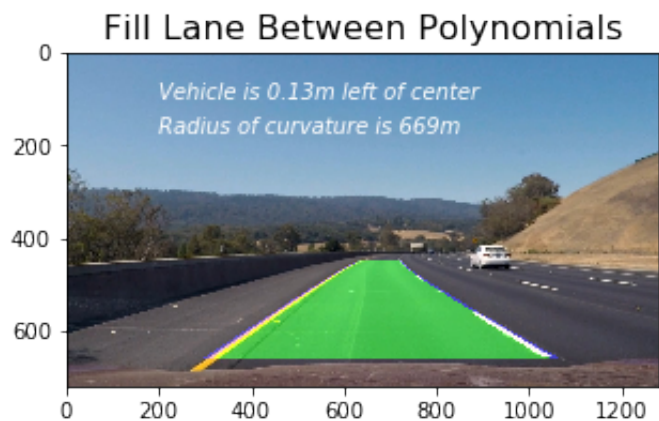 Fill Lane Between Polynomials
0
Vehicle is 0.13m left of center
Radius of curvature is 669m
200
400
600
0 200 400 600 800 1000 1200